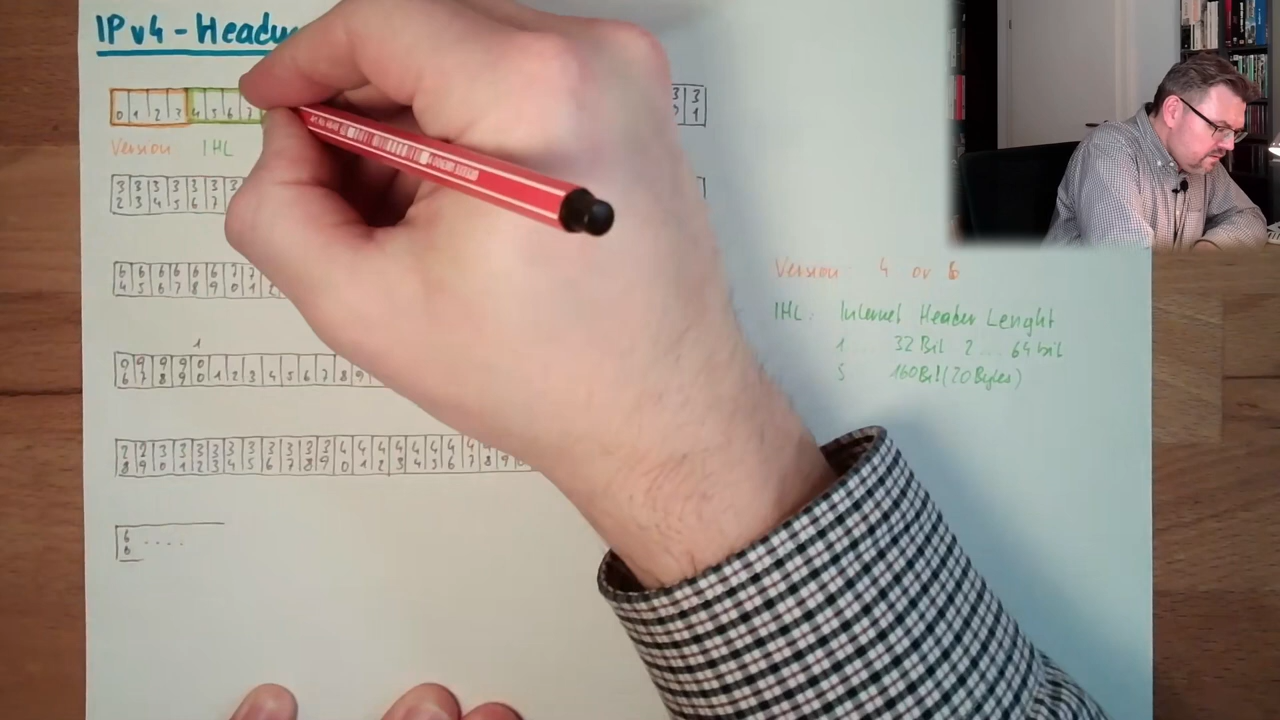 IPv4 - Heade
0 1 2 3 4 5 6 7
3 3
1
Version IHL
3 3 3 3 3 3 3
2 3 4 5 6 7
6 6 6 6 6 6 7 7
4 5 6 7 8 9 0 1 2
1
9 9 9 9 0
6 7 8 9 0 1 2 3 4 5 6 7 8 9
2 2 3 3 3 3 3 3 3 3 3 3 4 4 4 4 4 4 4 4
8 9 0 1 2 3 4 5 6 7 8 9 0 1 2 3 4 5 6 7 8 9 0
6
6 ....
Version: 4 or 6
IHL: Internet Header Lenght
1 ... 32 Bit 2 ... 64 bit
5 160 Bit (20 Bytes)